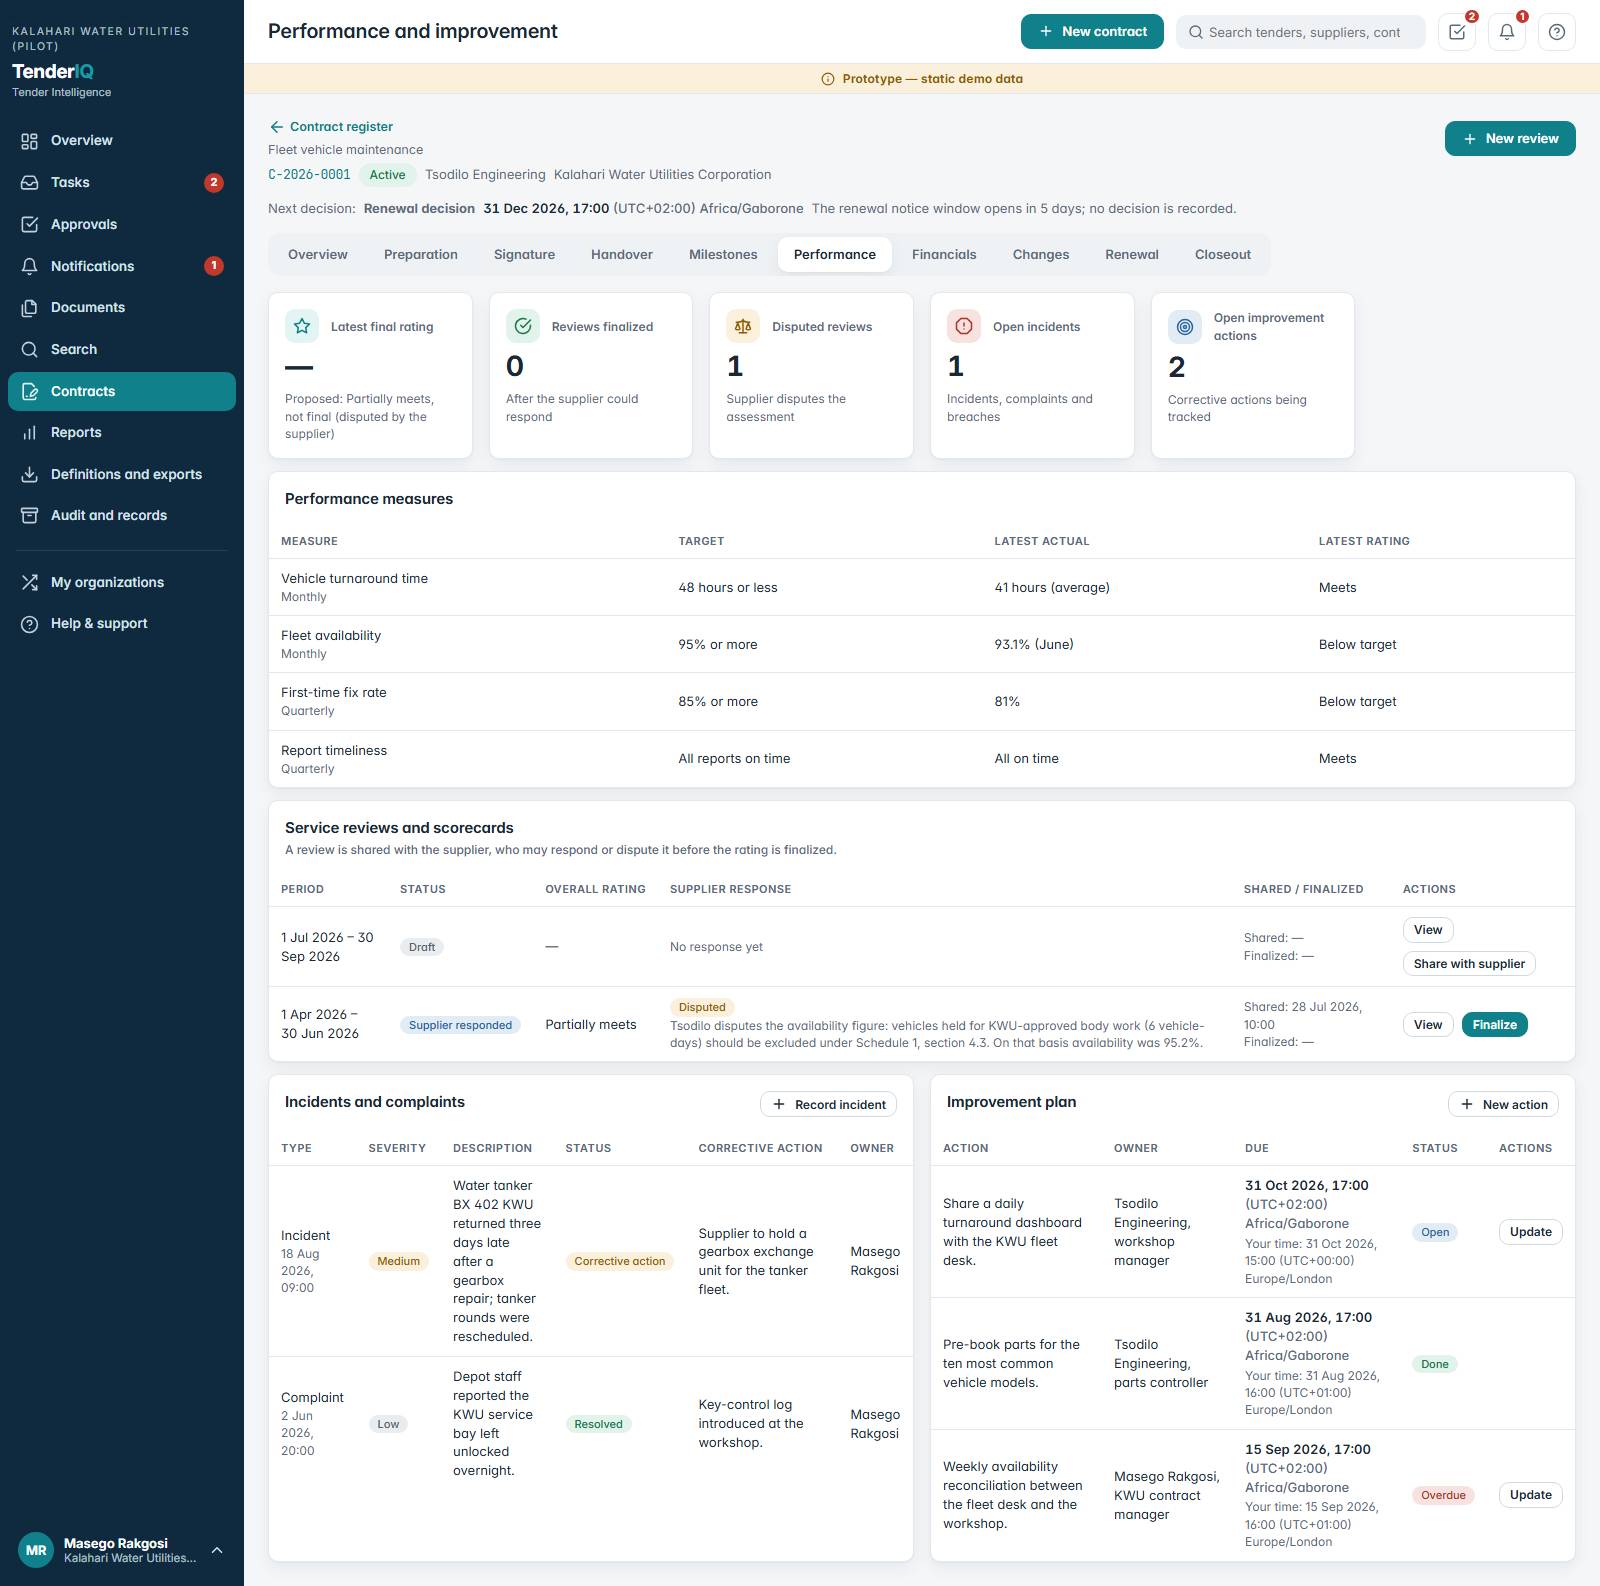 KALAHARI WATER UTILITIES
(PILOT)
TenderIQ
Tender Intelligence
Overview
Tasks
2
Approvals
Notifications
1
Documents
Search
Contracts
Reports
Definitions and exports
Audit and records
My organizations
Help & support
MR
Masego Rakgosi
Kalahari Water Utilities...
Performance and improvement
New contract
Search tenders, suppliers, cont
2
1
Prototype — static demo data
Contract register
New review
Fleet vehicle maintenance
C-2026-0001 Active Tsodilo Engineering Kalahari Water Utilities Corporation
Next decision: Renewal decision 31 Dec 2026, 17:00 (UTC+02:00) Africa/Gaborone The renewal notice window opens in 5 days; no decision is recorded.
Overview Preparation Signature Handover Milestones Performance Financials Changes Renewal Closeout
Latest final rating
—
Proposed: Partially meets,
not final (disputed by the
supplier)
Reviews finalized
0
After the supplier could
respond
Disputed reviews
1
Supplier disputes the
assessment
Open incidents
1
Incidents, complaints and
breaches
Open improvement
actions
2
Corrective actions being
tracked
Performance measures
MEASURE TARGET LATEST ACTUAL LATEST RATING
Vehicle turnaround time
Monthly
48 hours or less
41 hours (average)
Meets
Fleet availability
Monthly
95% or more
93.1% (June)
Below target
First-time fix rate
Quarterly
85% or more
81%
Below target
Report timeliness
Quarterly
All reports on time
All on time
Meets
Service reviews and scorecards
A review is shared with the supplier, who may respond or dispute it before the rating is finalized.
PERIOD STATUS OVERALL RATING SUPPLIER RESPONSE SHARED / FINALIZED ACTIONS
1 Jul 2026 – 30
Sep 2026
Draft
—
No response yet
Shared: —
Finalized: —
View
Share with supplier
1 Apr 2026 –
30 Jun 2026
Supplier responded
Partially meets
Disputed
Tsodilo disputes the availability figure: vehicles held for KWU-approved body work (6 vehicle-
days) should be excluded under Schedule 1, section 4.3. On that basis availability was 95.2%.
Shared: 28 Jul 2026,
10:00
Finalized: —
View
Finalize
Incidents and complaints
Record incident
TYPE SEVERITY DESCRIPTION STATUS CORRECTIVE ACTION OWNER
Incident
18 Aug
2026,
09:00
Medium
Water tanker
BX 402 KWU
returned three
days late
after a
gearbox
repair; tanker
rounds were
rescheduled.
Corrective action
Supplier to hold a
gearbox exchange
unit for the tanker
fleet.
Masego
Rakgosi
Complaint
2 Jun
2026,
20:00
Low
Depot staff
reported the
KWU service
bay left
unlocked
overnight.
Resolved
Key-control log
introduced at the
workshop.
Masego
Rakgosi
Improvement plan
New action
ACTION OWNER DUE STATUS ACTIONS
Share a daily
turnaround dashboard
with the KWU fleet
desk.
Tsodilo
Engineering,
workshop
manager
31 Oct 2026, 17:00
(UTC+02:00)
Africa/Gaborone
Your time: 31 Oct 2026,
15:00 (UTC+00:00)
Europe/London
Open
Update
Pre-book parts for the
ten most common
vehicle models.
Tsodilo
Engineering,
parts controller
31 Aug 2026, 17:00
(UTC+02:00)
Africa/Gaborone
Your time: 31 Aug 2026,
16:00 (UTC+01:00)
Europe/London
Done
Weekly availability
reconciliation between
the fleet desk and the
workshop.
Masego Rakgosi,
KWU contract
manager
15 Sep 2026, 17:00
(UTC+02:00)
Africa/Gaborone
Your time: 15 Sep 2026,
16:00 (UTC+01:00)
Europe/London
Overdue
Update